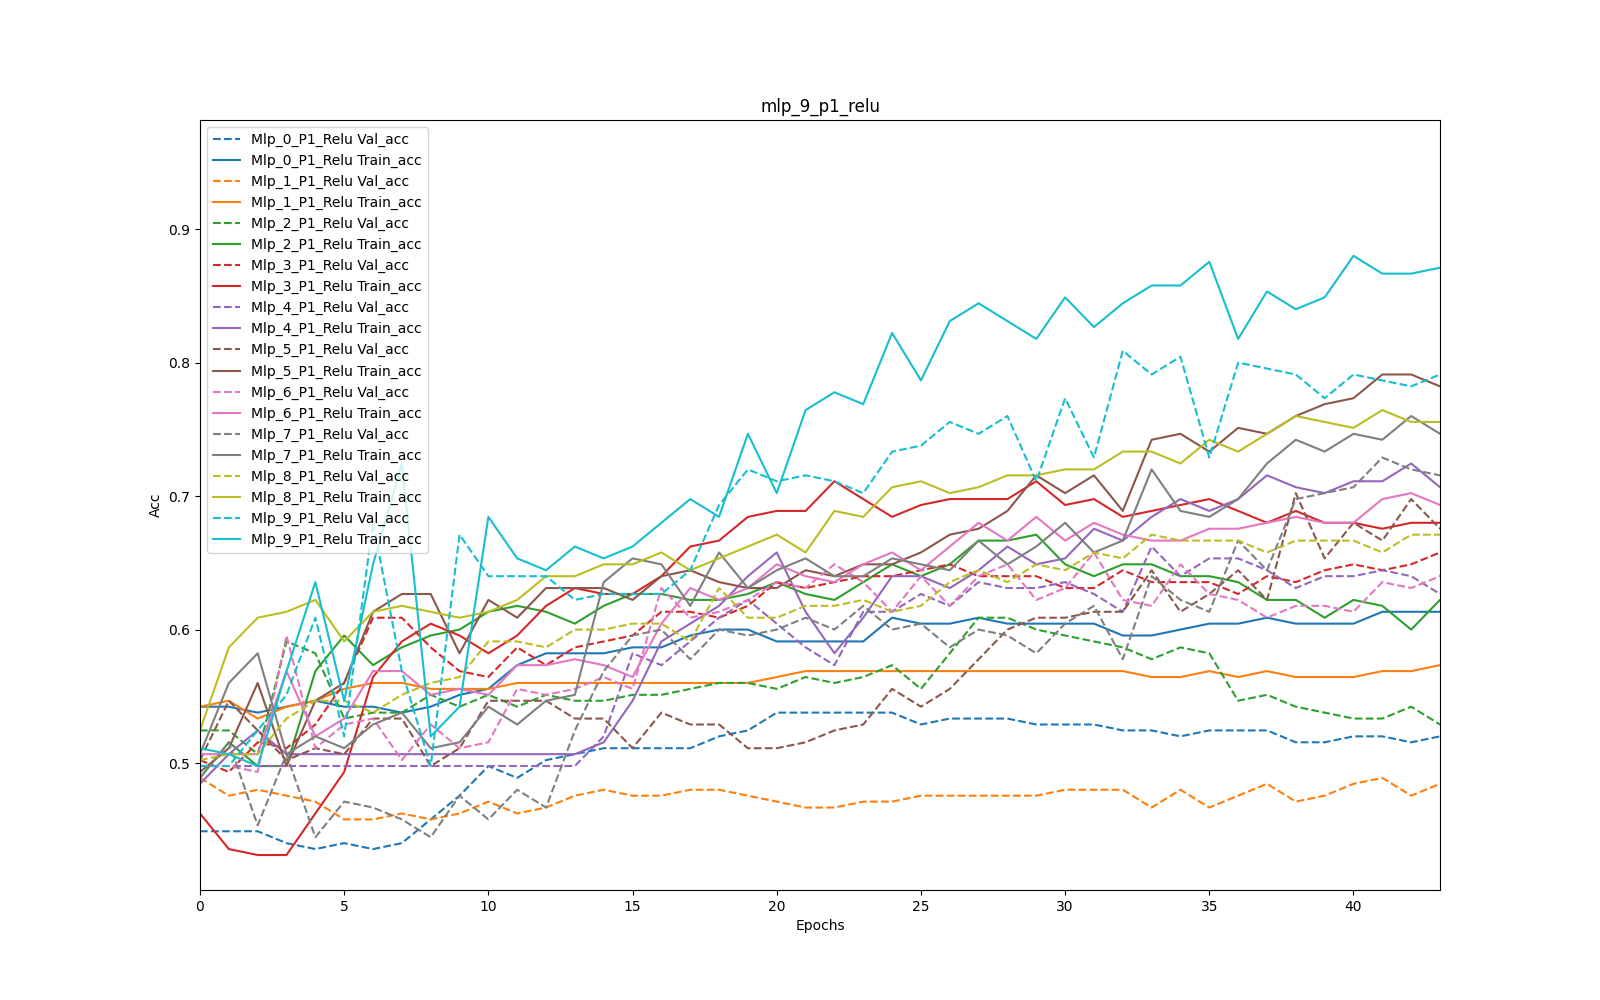 mlp_9_p1_relu
Mlp_0_P1_Relu Val_acc
Mlp_0_P1_Relu Train_acc
Mlp_1_P1_Relu Val_acc
Mlp_1_P1_Relu Train_acc
Mlp_2_P1_Relu Val_acc
Mlp_2_P1_Relu Train_acc
Mlp_3_P1_Relu Val_acc
Mlp_3_P1_Relu Train_acc
Mlp_4_P1_Relu Val_acc
Mlp_4_P1_Relu Train_acc
Mlp_5_P1_Relu Val_acc
Mlp_5_P1_Relu Train_acc
Mlp_6_P1_Relu Val_acc
Mlp_6_P1_Relu Train_acc
Mlp_7_P1_Relu Val_acc
Mlp_7_P1_Relu Train_acc
Mlp_8_P1_Relu Val_acc
Mlp_8_P1_Relu Train_acc
Mlp_9_P1_Relu Val_acc
Mlp_9_P1_Relu Train_acc
0.9
0.8
0.7
0.6
0.5
Acc
0 5 10 15 20 25 30 35 40
Epochs